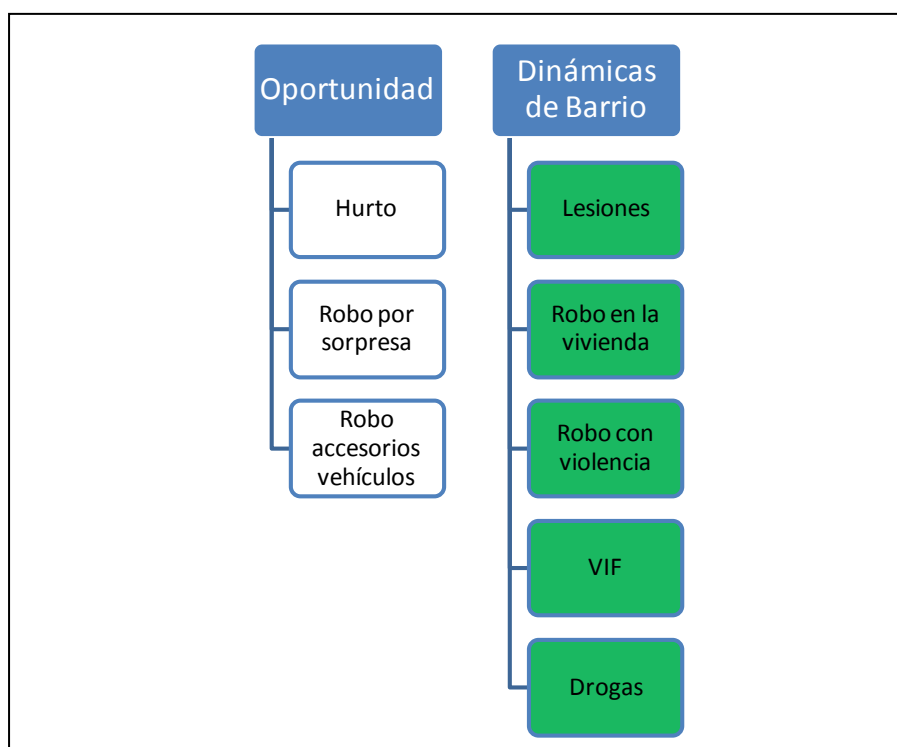 Oportunidad
Hurto
Robo por
sorpresa
Robo
accesorios
vehículos
Dinámicas
de Barrio
Lesiones
Robo en la
vivienda
Robo con
violencia
VIF
Drogas